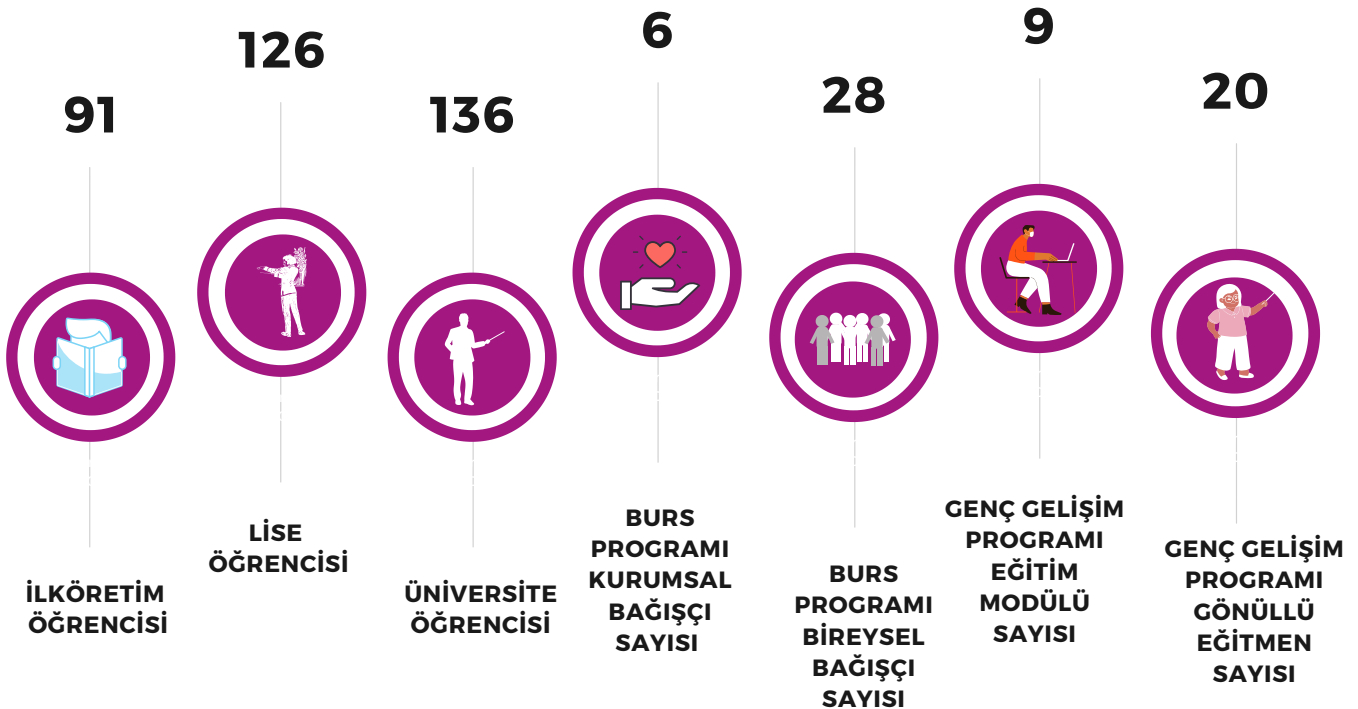 91
İLKÖRETİM
ÖĞRENCİSİ
126
LİSE
ÖĞRENCİSİ
136
ÜNİVERSİTE
ÖĞRENCİSİ
6
BURS
PROGRAMI
KURUMSAL
BAĞIŞÇI
SAYISI
28
BURS
PROGRAMI
BİREYSEL
BAĞIŞÇI
SAYISI
9
GENÇ GELİŞİM
PROGRAMI
EĞİTİM
MODÜLÜ
SAYISI
20
GENÇ GELİŞİM
PROGRAMI
GÖNÜLLÜ
EĞİTMEN
SAYISI